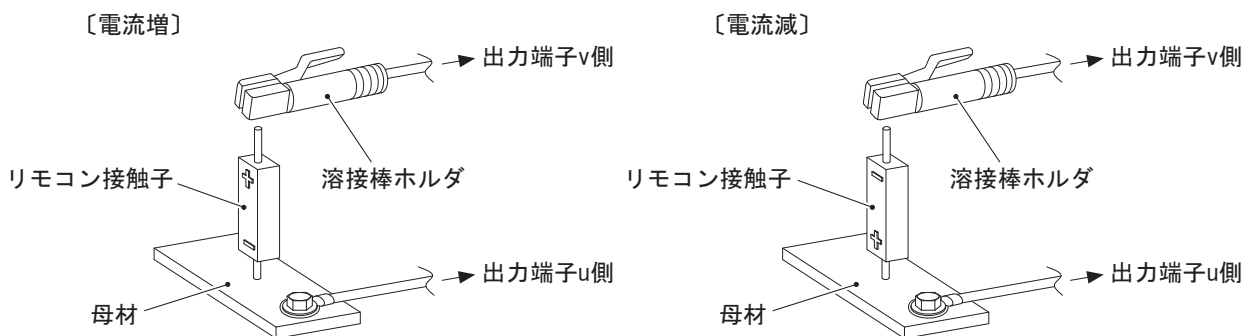 〔電流増〕
出力端子v側
+
リモコン接触子
溶接棒ホルダ
−
出力端子u側
母材
〔電流減〕
出力端子v側
−
リモコン接触子
溶接棒ホルダ
+
出力端子u側
母材